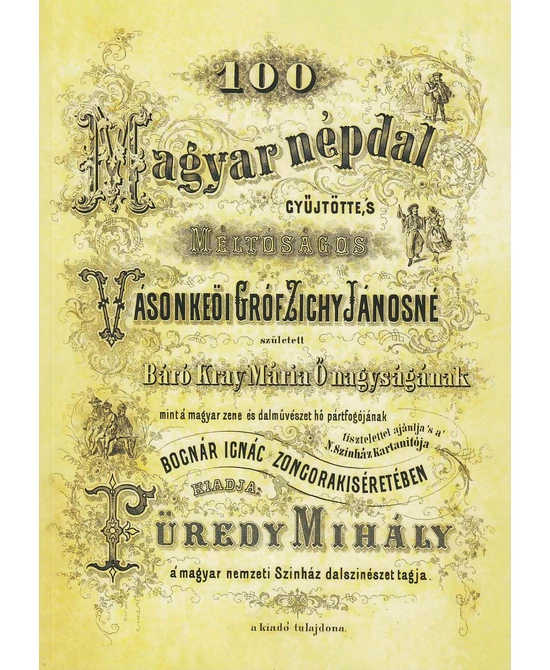 100
Magyar népdal
GYŰJTÖTTE,'S
MÉLTÓSÁGOS
VÁSONKEÖI GRÓF ZICHY JÁNOSNÉ
született
Báró Kray Mária Ő nagyságának
mint á magyar zene és dalművészet hő pártfogójának
tisztelettel ajánlja's a'
N. Szinház kartanitója
BOGNÁR IGNÁC ZONGORAKISÉRETÉBEN
KIADJA:
FÜREDY MIHÁLY
á magyar nemzeti Szinház dalszinészet tagja.
a kiadó tulajdona.